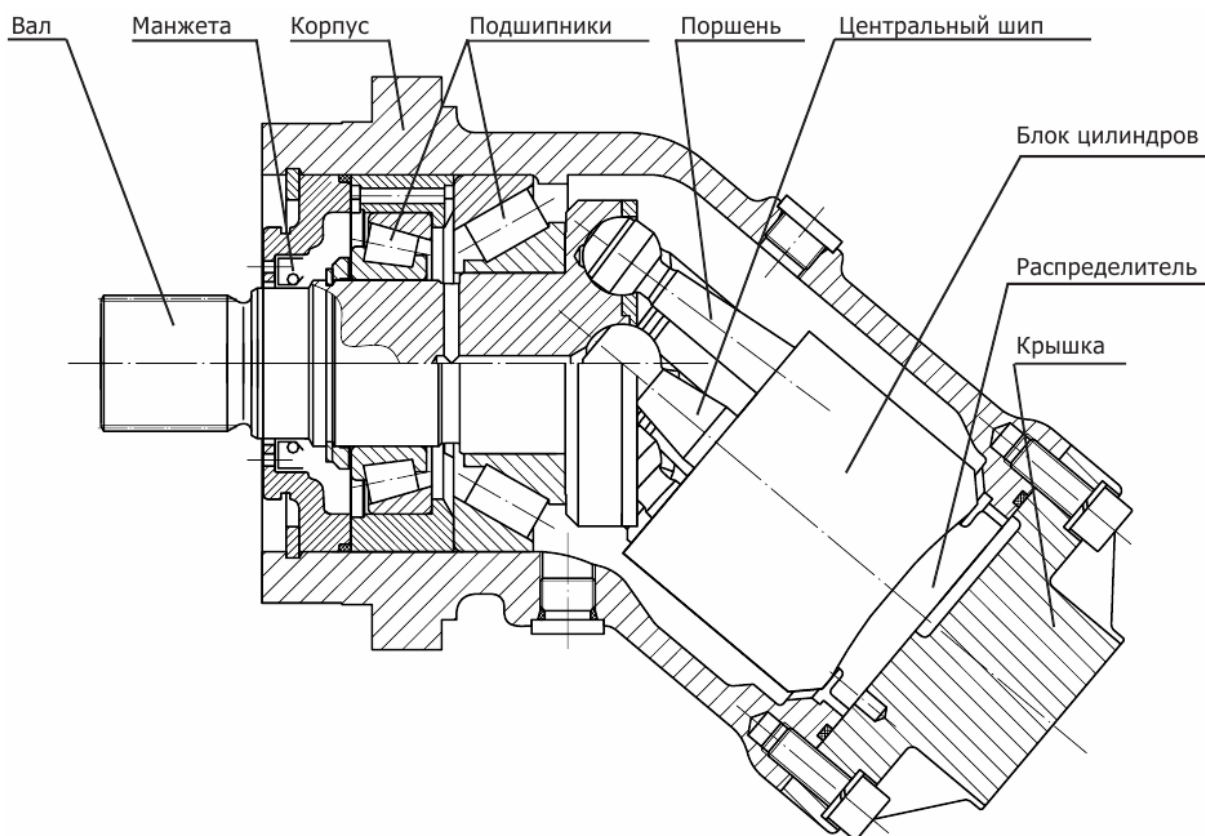 Вал
Манжета
Корпус
Подшипники
Поршень
Центральный шип
Блок цилиндров
Распределитель
Крышка